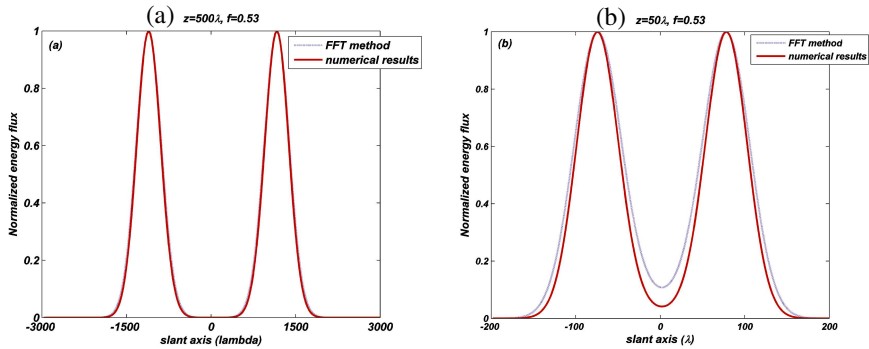 (a)
z=500λ, f=0.53
(a)
FFT method
numerical results
Normalized energy flux
1
0.8
0.6
0.4
0.2
0
-3000 -1500 0 1500 3000
slant axis (lambda)
(b)
z=50λ, f=0.53
(b)
FFT method
numerical results
Normalized energy flux
1
0.8
0.6
0.4
0.2
0
-200 -100 0 100 200
slant axis (λ)